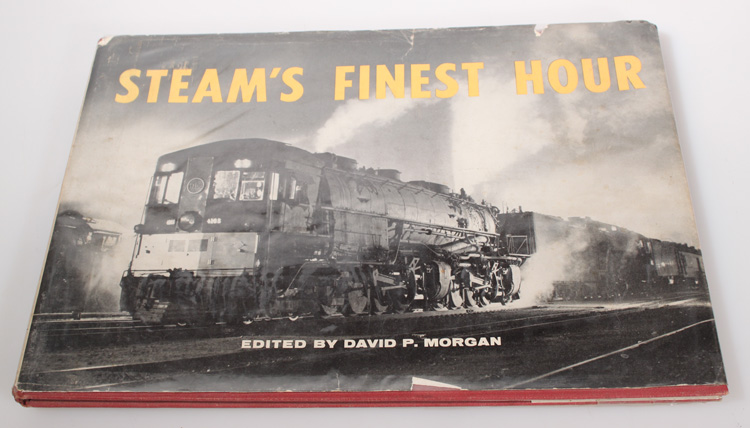 STEAM'S FINEST HOUR
EDITED BY DAVID P. MORGAN